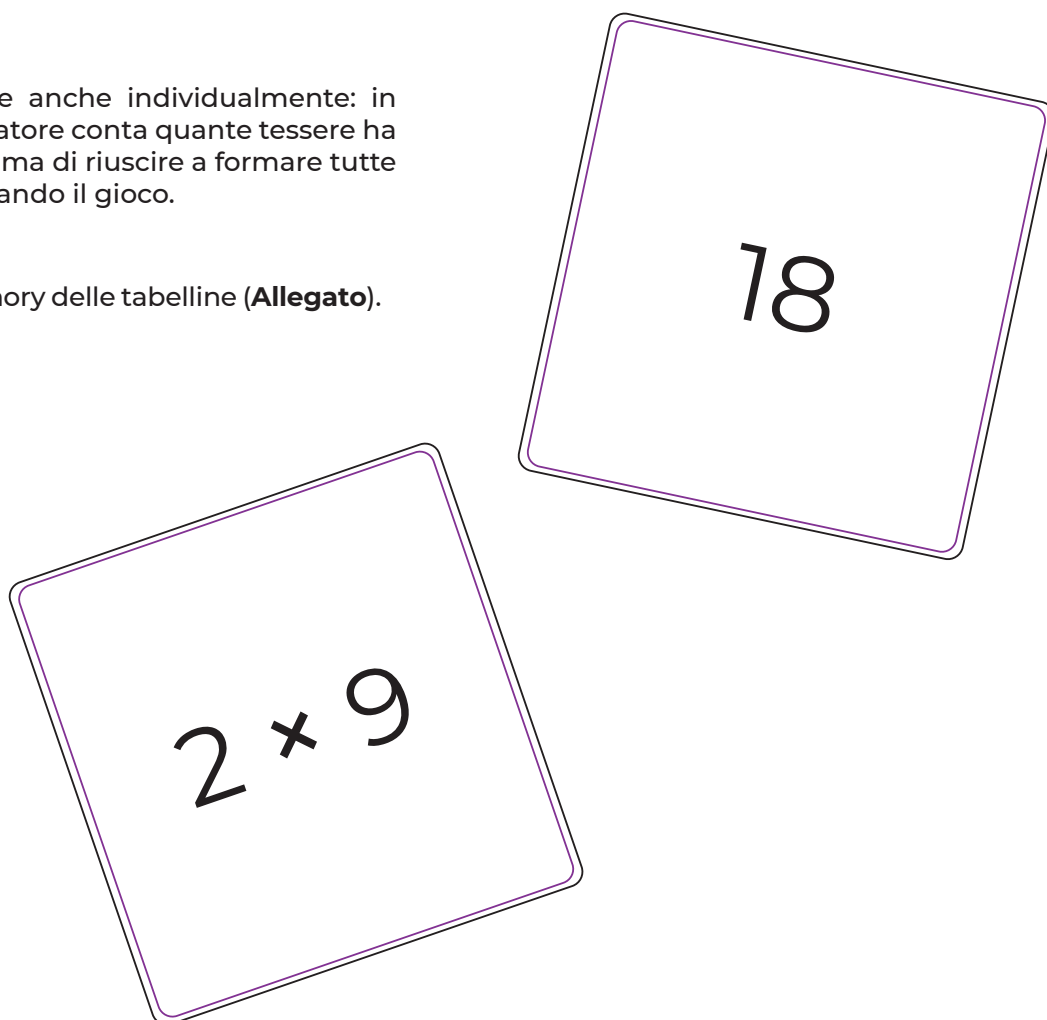 e anche individualmente: in
atore conta quante tessere ha
ma di riuscire a formare tutte
ando il gioco.
ory delle tabelline (Allegato).
18
2 × 9